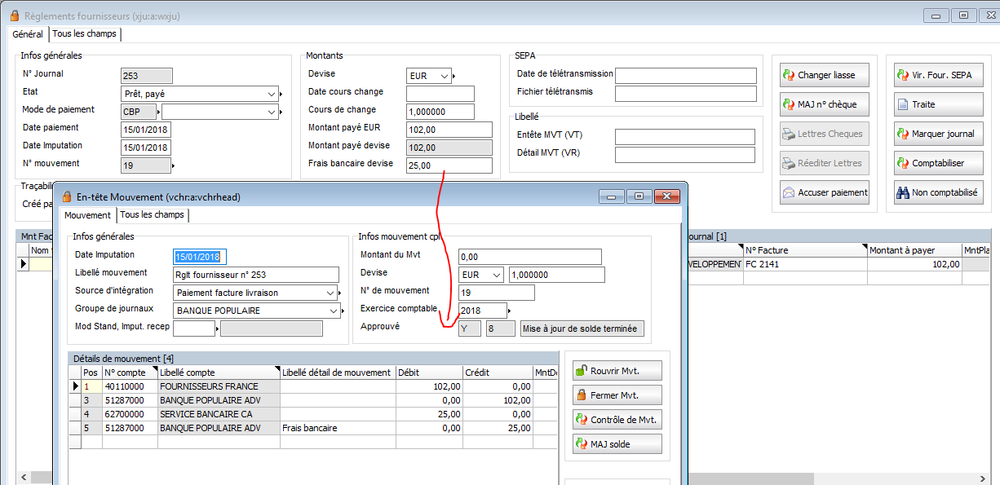 Règlements fournisseurs (xju:a:wxju)
Général Tous les champs
Infos générales
N° Journal 253
Etat Prêt, payé
Mode de paiement CBP
Date paiement 15/01/2018
Date Imputation 15/01/2018
N° mouvement 19
Montants
Devise EUR
Date cours change
Cours de change 1,000000
Montant payé EUR 102,00
Montant payé devise 102,00
Frais bancaire devise 25,00
SEPA
Date de télétransmission
Fichier télétransmis
Libellé
Entête MVT (VT)
Détail MVT (VR)
Changer liasse
MAJ n° chèque
Lettres Cheques
Rééditer Lettres
Accuser paiement
Vir. Four. SEPA
Traite
Marquer journal
Comptabiliser
Non comptabilisé
Traçabili
Créé pa
Mnt Fac
Nom
ournal [1]
N° Facture Montant à payer MntPla
VELOPPEMENT FC 2141 102,00
En-tête Mouvement (vchr:a:vchrhead)
Mouvement Tous les champs
Infos générales
Date Imputation 15/01/2018
Libellé mouvement Rglt fournisseur n° 253
Source d'intégration Paiement facture livraison
Groupe de journaux BANQUE POPULAIRE
Mod Stand, Imput. recep
Infos mouvement cpl
Montant du Mvt 0,00
Devise EUR 1,000000
N° de mouvement 19
Exercice comptable 2018
Approuvé Y 8 Mise à jour de solde terminée
Détails de mouvement [4]
Pos N° compte Libellé compte Libellé détail de mouvement Débit Crédit MntDe
1 40110000 FOURNISSEURS FRANCE 102,00 0,00
3 51287000 BANQUE POPULAIRE ADV 0,00 102,00
4 62700000 SERVICE BANCAIRE CA 25,00 0,00
5 51287000 BANQUE POPULAIRE ADV Frais bancaire 0,00 25,00
Rouvrir Mvt.
Fermer Mvt.
Contrôle de Mvt.
MAJ solde